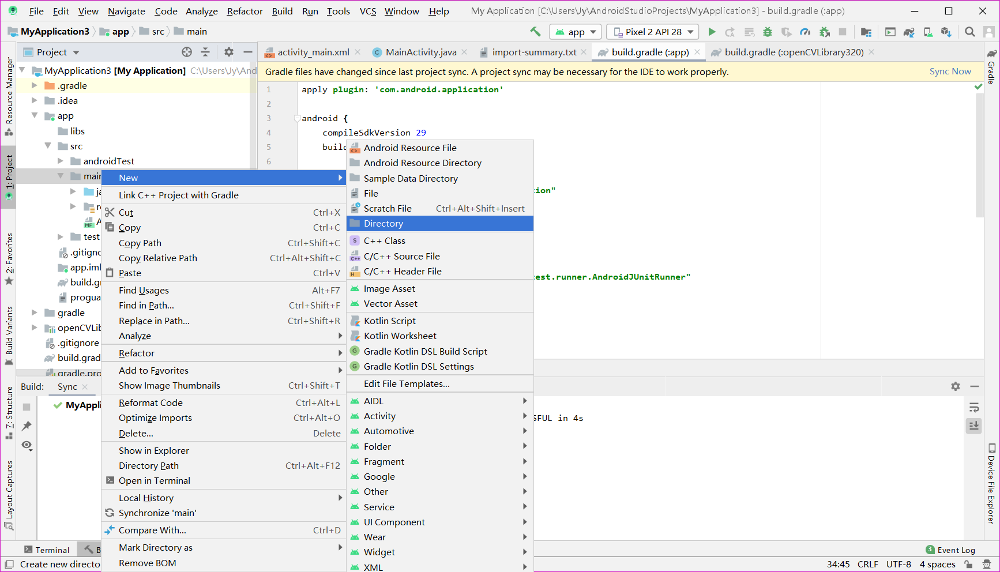 File Edit View Navigate Code Analyze Refactor Build Run Tools VCS Window Help My Application [C:\Users\Jy\AndroidStudioProjects\MyApplication3] - build.gradle (:app)
MyApplication3 app src main
app Pixel 2 API 28
Project
activity_main.xml MainActivity.java import-summary.txt build.gradle (:app) build.gradle (:openCVLibrary320)
Gradle files have changed since last project sync. A project sync may be necessary for the IDE to work properly. Sync Now
Resource Manager
1: Project
2: Favorites
Build Variants
Z: Structure
Layout Captures
MyApplication3 [My Application] C:\Users\Jy\And
.gradle
.idea
app
libs
src
androidTest
main
ja
re
A
test
.gitigno
app.iml
build.gr
progua
gradle
openCVLib
.gitignore
build.grad
gradle.pro
1 apply plugin: 'com.android.application'
2
3 android {
4 compileSdkVersion 29
5 build
6
tion"
test.runner.AndroidJUnitRunner"
New
Link C++ Project with Gradle
Cut Ctrl+X
Copy Ctrl+C
Copy Path Ctrl+Shift+C
Copy Relative Path Ctrl+Alt+Shift+C
Paste Ctrl+V
Find Usages Alt+F7
Find in Path... Ctrl+Shift+F
Replace in Path... Ctrl+Shift+R
Analyze
Refactor
Add to Favorites
Show Image Thumbnails Ctrl+Shift+T
Reformat Code Ctrl+Alt+L
Optimize Imports Ctrl+Alt+O
Delete... Delete
Show in Explorer
Directory Path Ctrl+Alt+F12
Open in Terminal
Local History
Synchronize 'main'
Compare With... Ctrl+D
Mark Directory as
Remove BOM
Android Resource File
Android Resource Directory
Sample Data Directory
File
Scratch File Ctrl+Alt+Shift+Insert
Directory
C++ Class
C/C++ Source File
C/C++ Header File
Image Asset
Vector Asset
Kotlin Script
Kotlin Worksheet
Gradle Kotlin DSL Build Script
Gradle Kotlin DSL Settings
Edit File Templates...
AIDL
Activity
Automotive
Folder
Fragment
Google
Other
Service
UI Component
Wear
Widget
XML
Build: Sync
MyAppli
SFUL in 4s
Gradle
Device File Explorer
Terminal B
3 Event Log
Create new directo
34:45 CRLF UTF-8 4 spaces